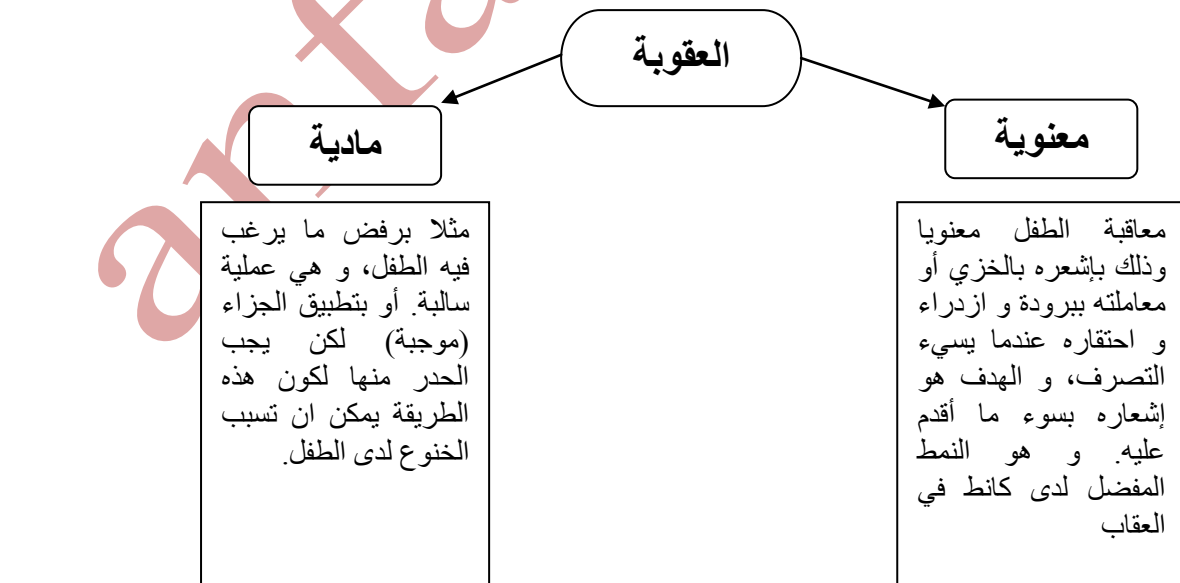 العقوبة
معنوية
معاقبة الطفل معنويا
وذلك بإشعره بالخزي أو
معاملته ببرودة و ازدراء
و احتقاره عندما يسيء
التصرف، و الهدف هو
إشعاره بسوء ما أقدم
عليه. و هو النمط
المفضل لدى كانط في
العقاب
مادية
مثلا برفض ما يرغب
فيه الطفل، و هي عملية
سالبة. أو بتطبيق الجزاء
(موجبة) لكن يجب
الحدر منها لكون هذه
الطريقة يمكن ان تسبب
الخنوع لدى الطفل.